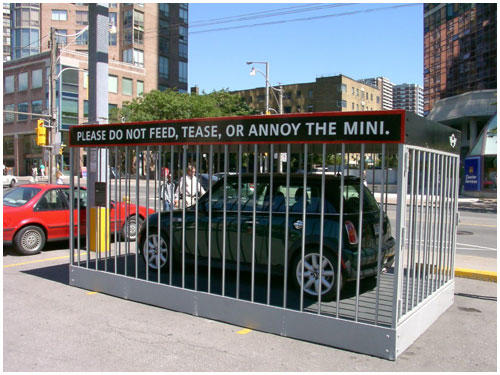 PLEASE DO NOT FEED, TEASE, OR ANNOY THE MINI.